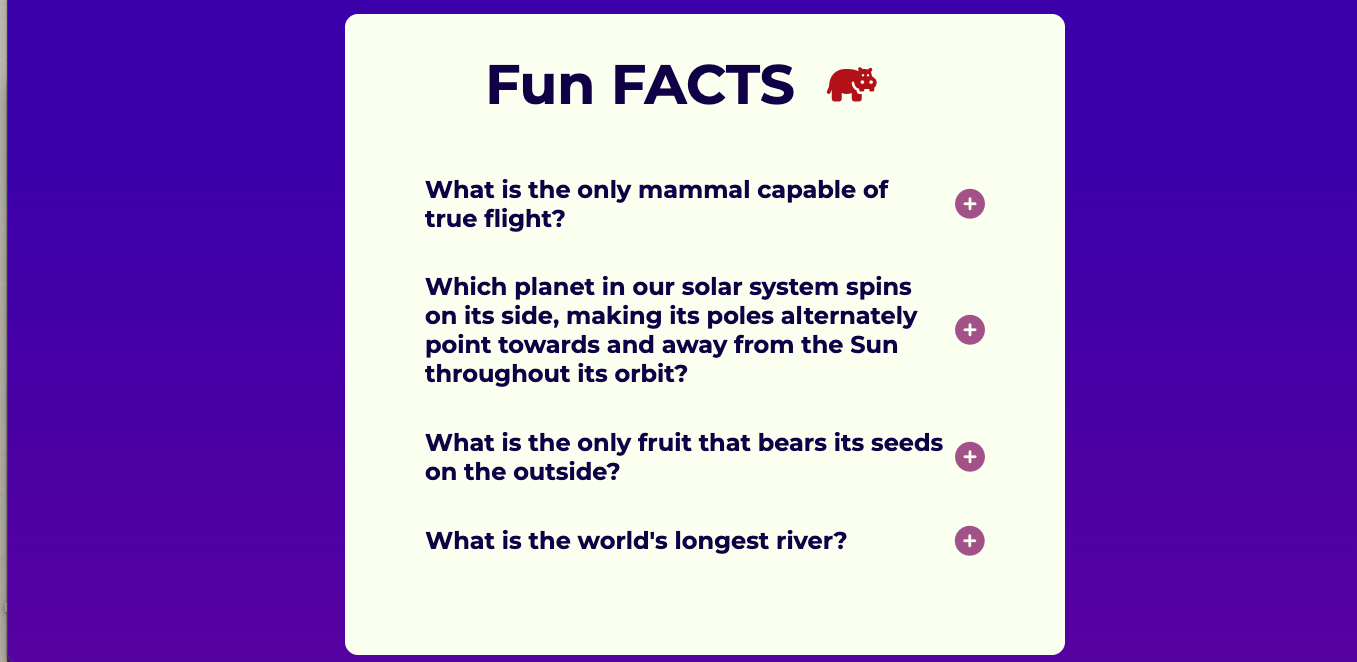 Fun FACTS
What is the only mammal capable of
true flight?
Which planet in our solar system spins
on its side, making its poles alternately
point towards and away from the Sun
throughout its orbit?
What is the only fruit that bears its seeds
on the outside?
What is the world's longest river?